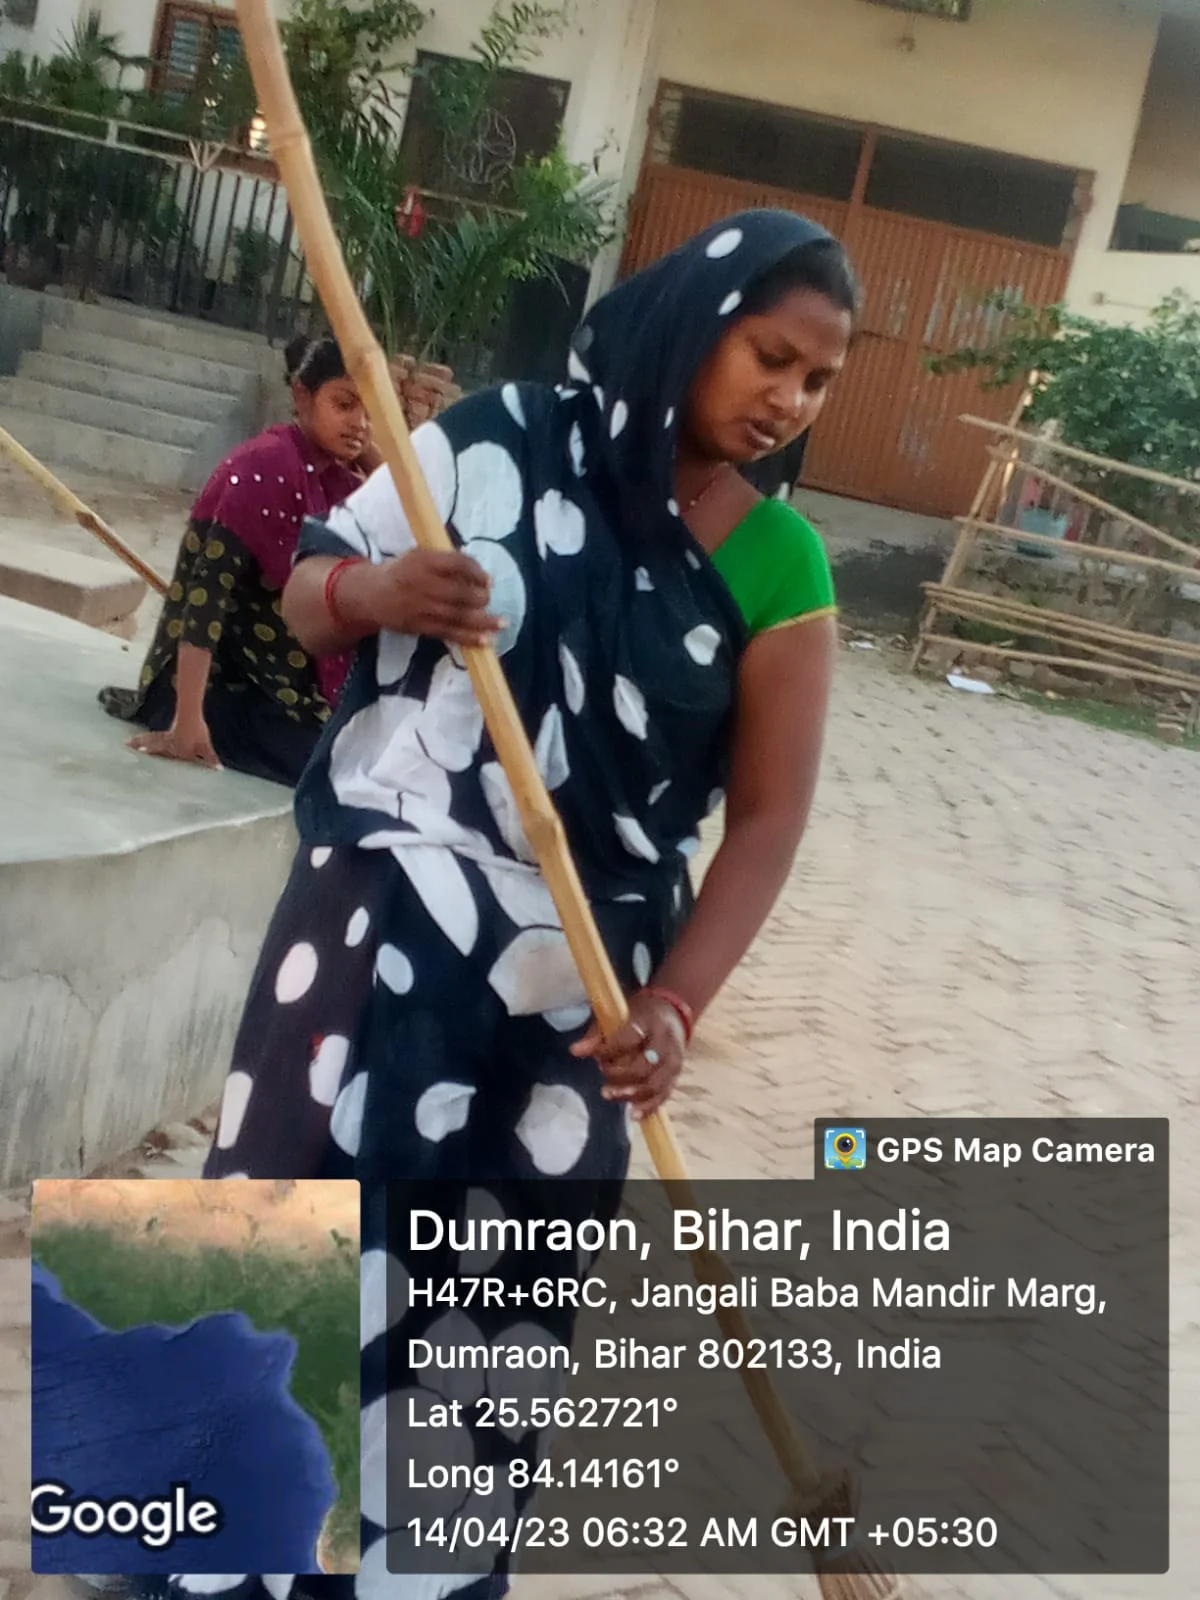 GPS Map Camera
Dumraon, Bihar, India
H47R+6RC, Jangali Baba Mandir Marg,
Dumraon, Bihar 802133, India
Lat 25.562721°
Long 84.14161°
14/04/23 06:32 AM GMT +05:30
Google